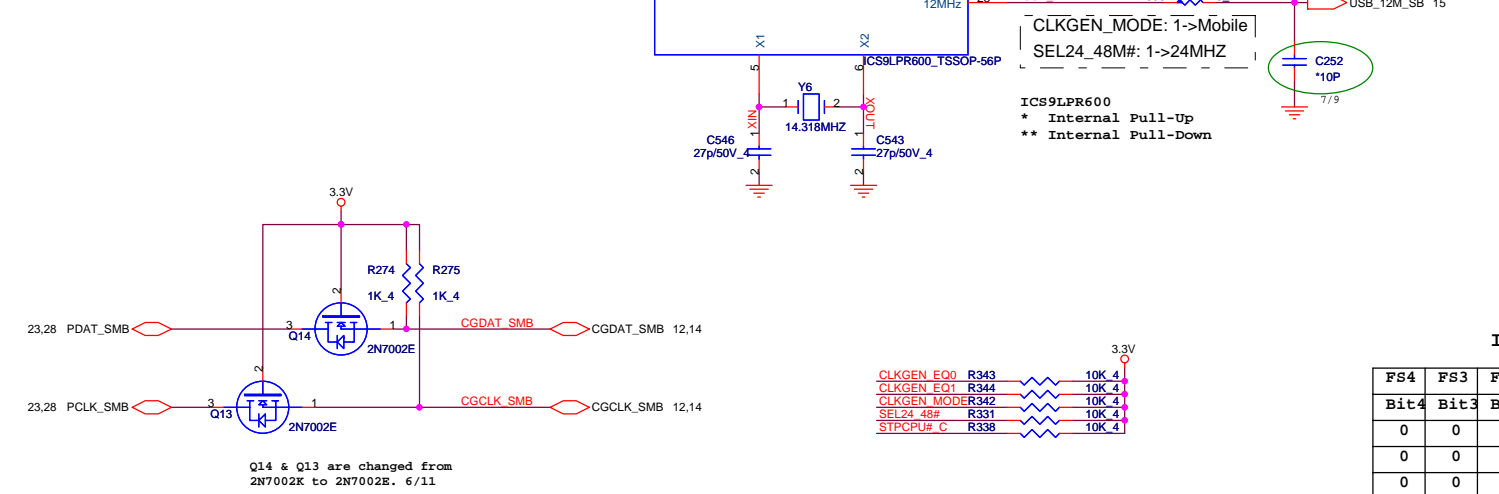 12MHz
USB_12M_SB 15
CLKGEN_MODE: 1->Mobile
SEL24_48M#: 1->24MHZ
X1
X2
ICS9LPR600_TSSOP-56P
5
6
C252
*10P
7/9
Y6
1
2
14.318MHZ
XIN
XOUT
ICS9LPR600
* Internal Pull-Up
** Internal Pull-Down
1
1
C546
27p/50V_4
C543
27p/50V_4
2
2
3.3V
R274
R275
1K_4
1K_4
2
23,28 PDAT_SMB
3
Q14
1
2N7002E
CGDAT_SMB
CGDAT_SMB 12,14
2
23,28 PCLK_SMB
3
Q13
1
2N7002E
CGCLK_SMB
CGCLK_SMB 12,14
Q14 & Q13 are changed from
2N7002K to 2N7002E. 6/11
3.3V
CLKGEN_EQ0 R343 10K_4
CLKGEN_EQ1 R344 10K_4
CLKGEN_MODE R342 10K_4
SEL24_48# R331 10K_4
STPCPU#_C R338 10K_4
FS4 FS3
Bit4 Bit3
0 0
0 0
0 0